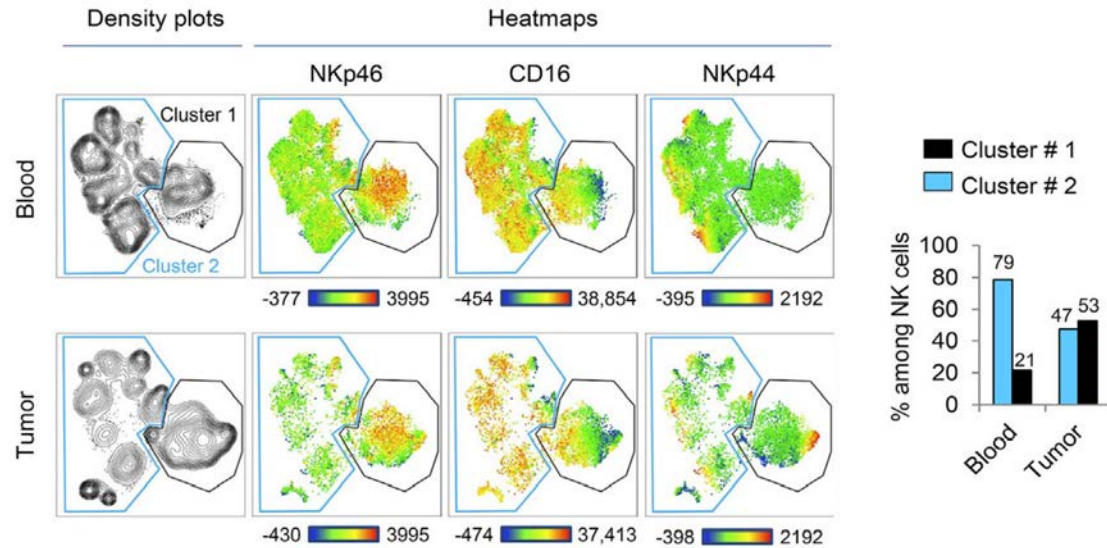 Density plots
Heatmaps
NKp46
CD16
NKp44
Blood
Cluster 1
Cluster 2
-377
3995
-454
38,854
-395
2192
Tumor
-430
3995
-474
37,413
-398
2192
Cluster # 1
Cluster # 2
% among NK cells
100
80
60
40
20
0
79
21
47
53
Blood
Tumor